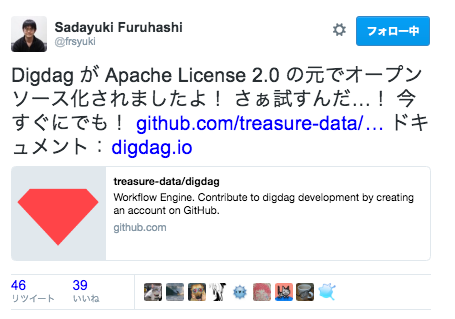 Sadayuki Furuhashi
@frsyuki
フォロー中
Digdag が Apache License 2.0 の元でオープン
ソース化されましたよ！ さぁ試すんだ…！ 今
すぐにでも！ github.com/treasure-data/… ドキ
ュメント： digdag.io
treasure-data/digdag
Workflow Engine. Contribute to digdag development by creating
an account on GitHub.
github.com
46 39
リツイート いいね